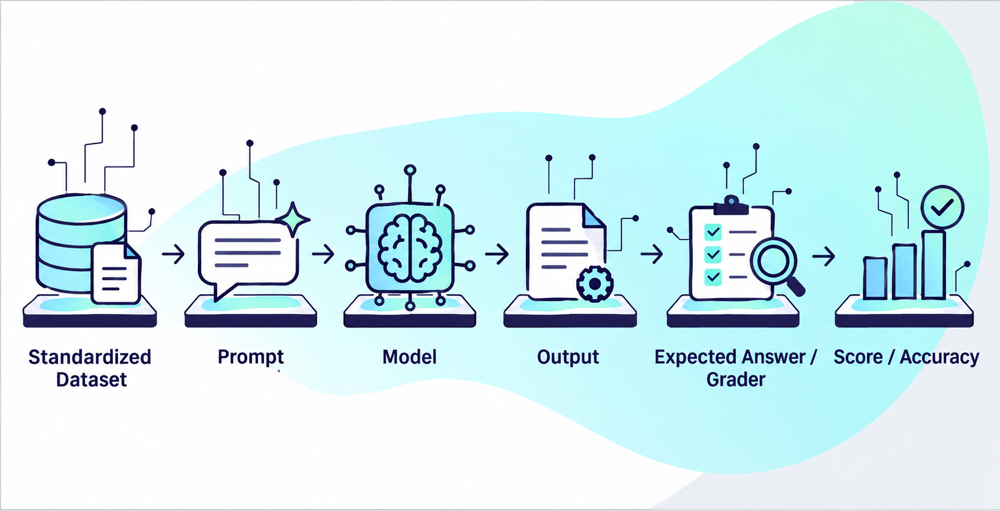 Standardized
Dataset
Prompt
Model
Output
Expected Answer /
Grader
Score / Accuracy